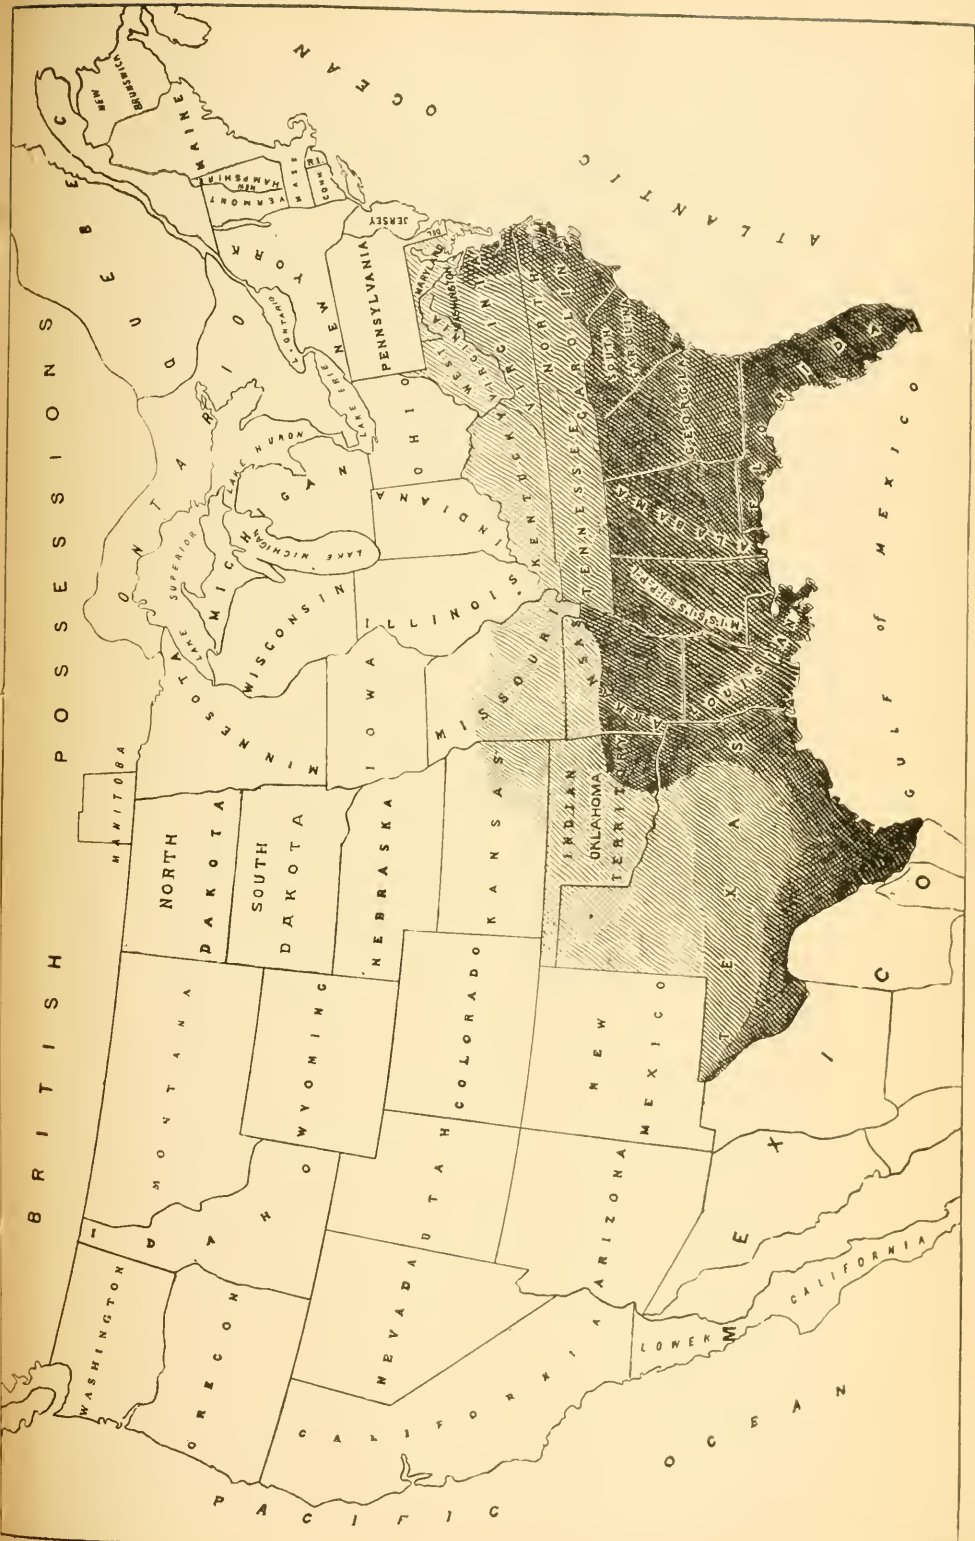 BRITISH POSSESSIONS
MANITOBA
ONTARIO
QUEBEC
NEW
BRUNSWICK
WASHINGTON
OREGON
CALIFORNIA
NEVADA
IDAHO
MONTANA
WYOMING
UTAH
COLORADO
ARIZONA
NEW
MEXICO
NORTH
DAKOTA
SOUTH
DAKOTA
NEBRASKA
KANSAS
INDIAN
OKLAHOMA
TERRITORY
TEXAS
MINNESOTA
IOWA
MISSOURI
ARKANSAS
LOUISIANA
WISCONSIN
ILLINOIS
MICHIGAN
INDIANA
OHIO
KENTUCKY
TENNESSEE
MISSISSIPPI
ALABAMA
GEORGIA
FLORIDA
SOUTH
CAROLINA
NORTH
CAROLINA
VIRGINIA
WEST
VIRGINIA
WASHINGTON
MARYLAND
DEL
PENNSYLVANIA
JERSEY
NEW YORK
VERMONT
NEW
HAMPSHIRE
MAINE
MASS
CONN
R.I.
LAKE SUPERIOR
LAKE MICHIGAN
LAKE HURON
LAKE ERIE
L. ONTARIO
LOWER
CALIFORNIA
MEXICO
PACIFIC
OCEAN
GULF of MEXICO
ATLANTIC
OCEAN